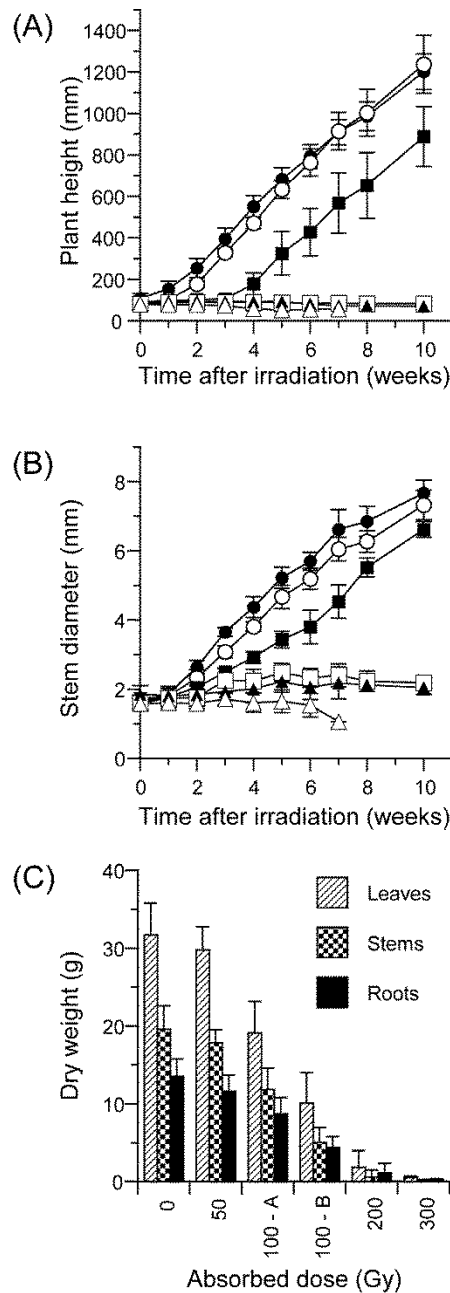 (A)
1400
1200
1000
800
600
400
200
0
Plant height (mm)
0 2 4 6 8 10
Time after irradiation (weeks)
(B)
8
6
4
2
0
Stem diameter (mm)
0 2 4 6 8 10
Time after irradiation (weeks)
(C)
40
30
20
10
0
Dry weight (g)
Leaves
Stems
Roots
0 50 100 - A 100 - B 200 300
Absorbed dose (Gy)